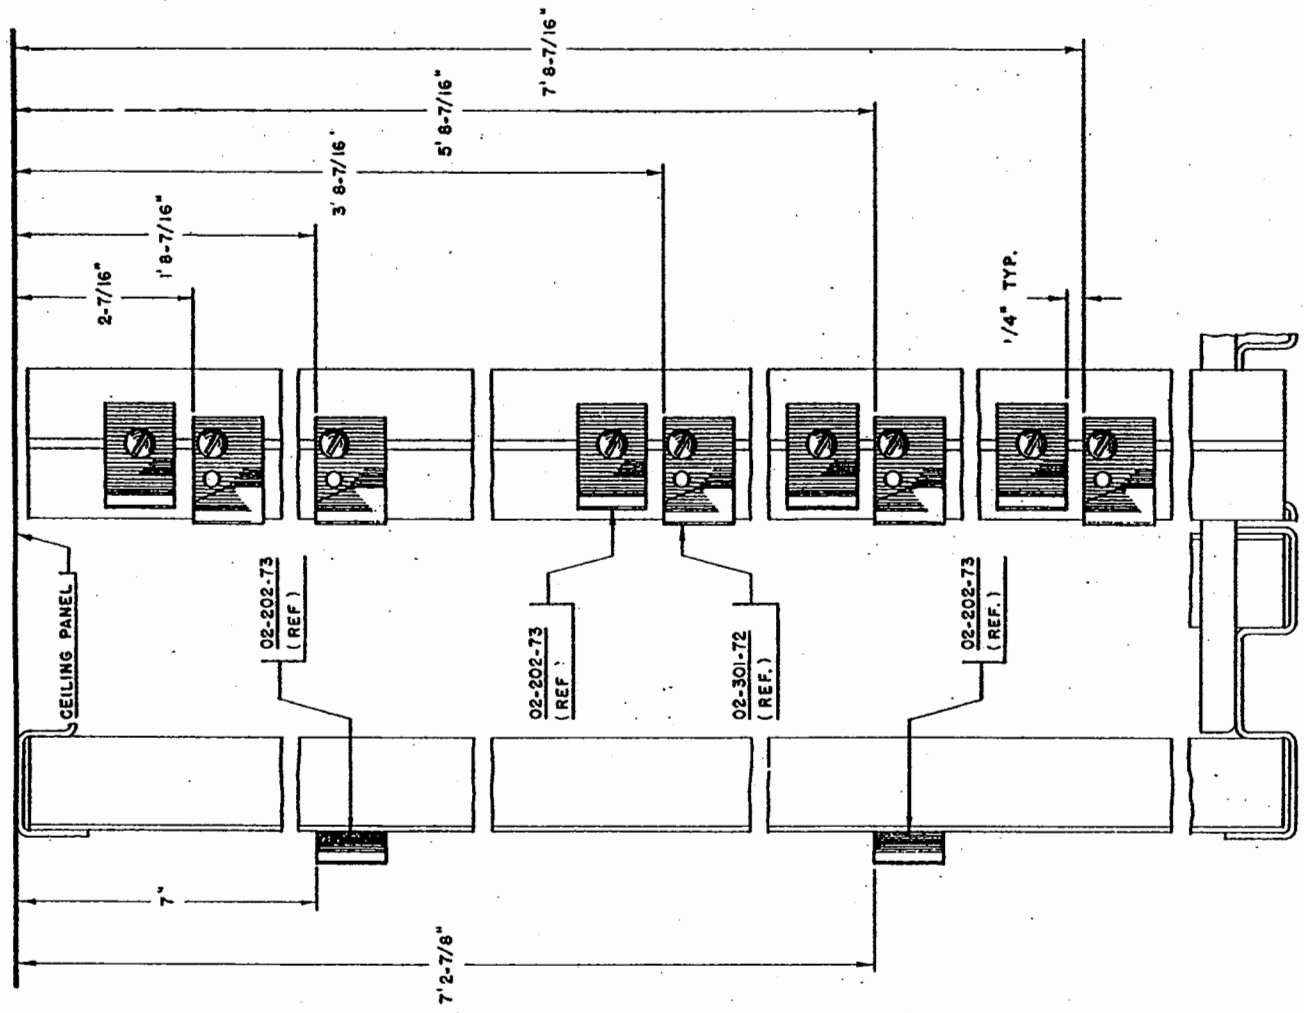 7' 8-7/16"
5' 8-7/16"
3' 8-7/16'
1' 8-7/16"
2-7/16"
1/4" TYP.
CEILING PANEL
02-202-73
(REF)
02-202-73
(REF)
02-301-72
(REF.)
02-202-73
(REF.)
7"
7' 2-7/8"